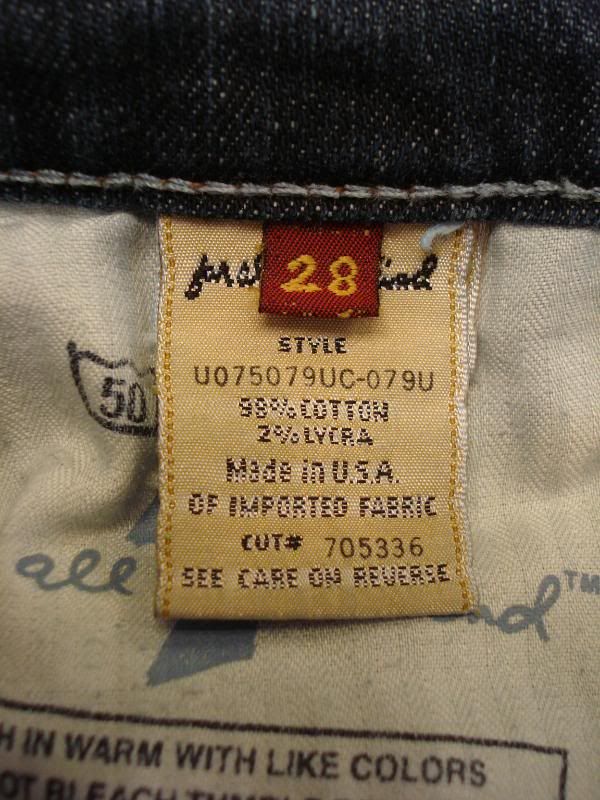 28
STYLE
U075079UC-079U
98% COTTON
2% LYCRA
Made in U.S.A.
OF IMPORTED FABRIC
CUT# 705336
SEE CARE ON REVERSE
50
all
TM
H IN WARM WITH LIKE COLORS
OT BLEACH TUMBLE